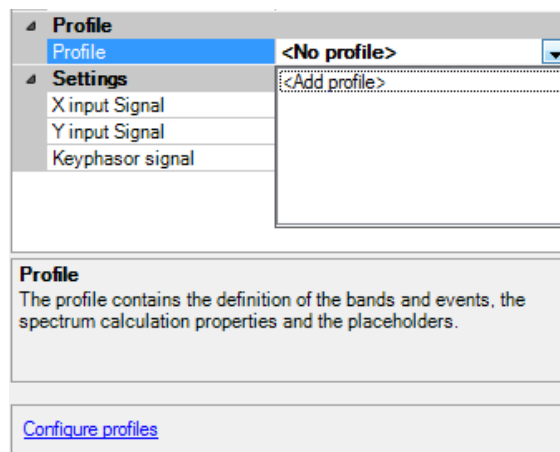 Profile
Profile <No profile>
Settings <Add profile>
X input Signal
Y input Signal
Keyphasor signal
Profile
The profile contains the definition of the bands and events, the
spectrum calculation properties and the placeholders.
Configure profiles